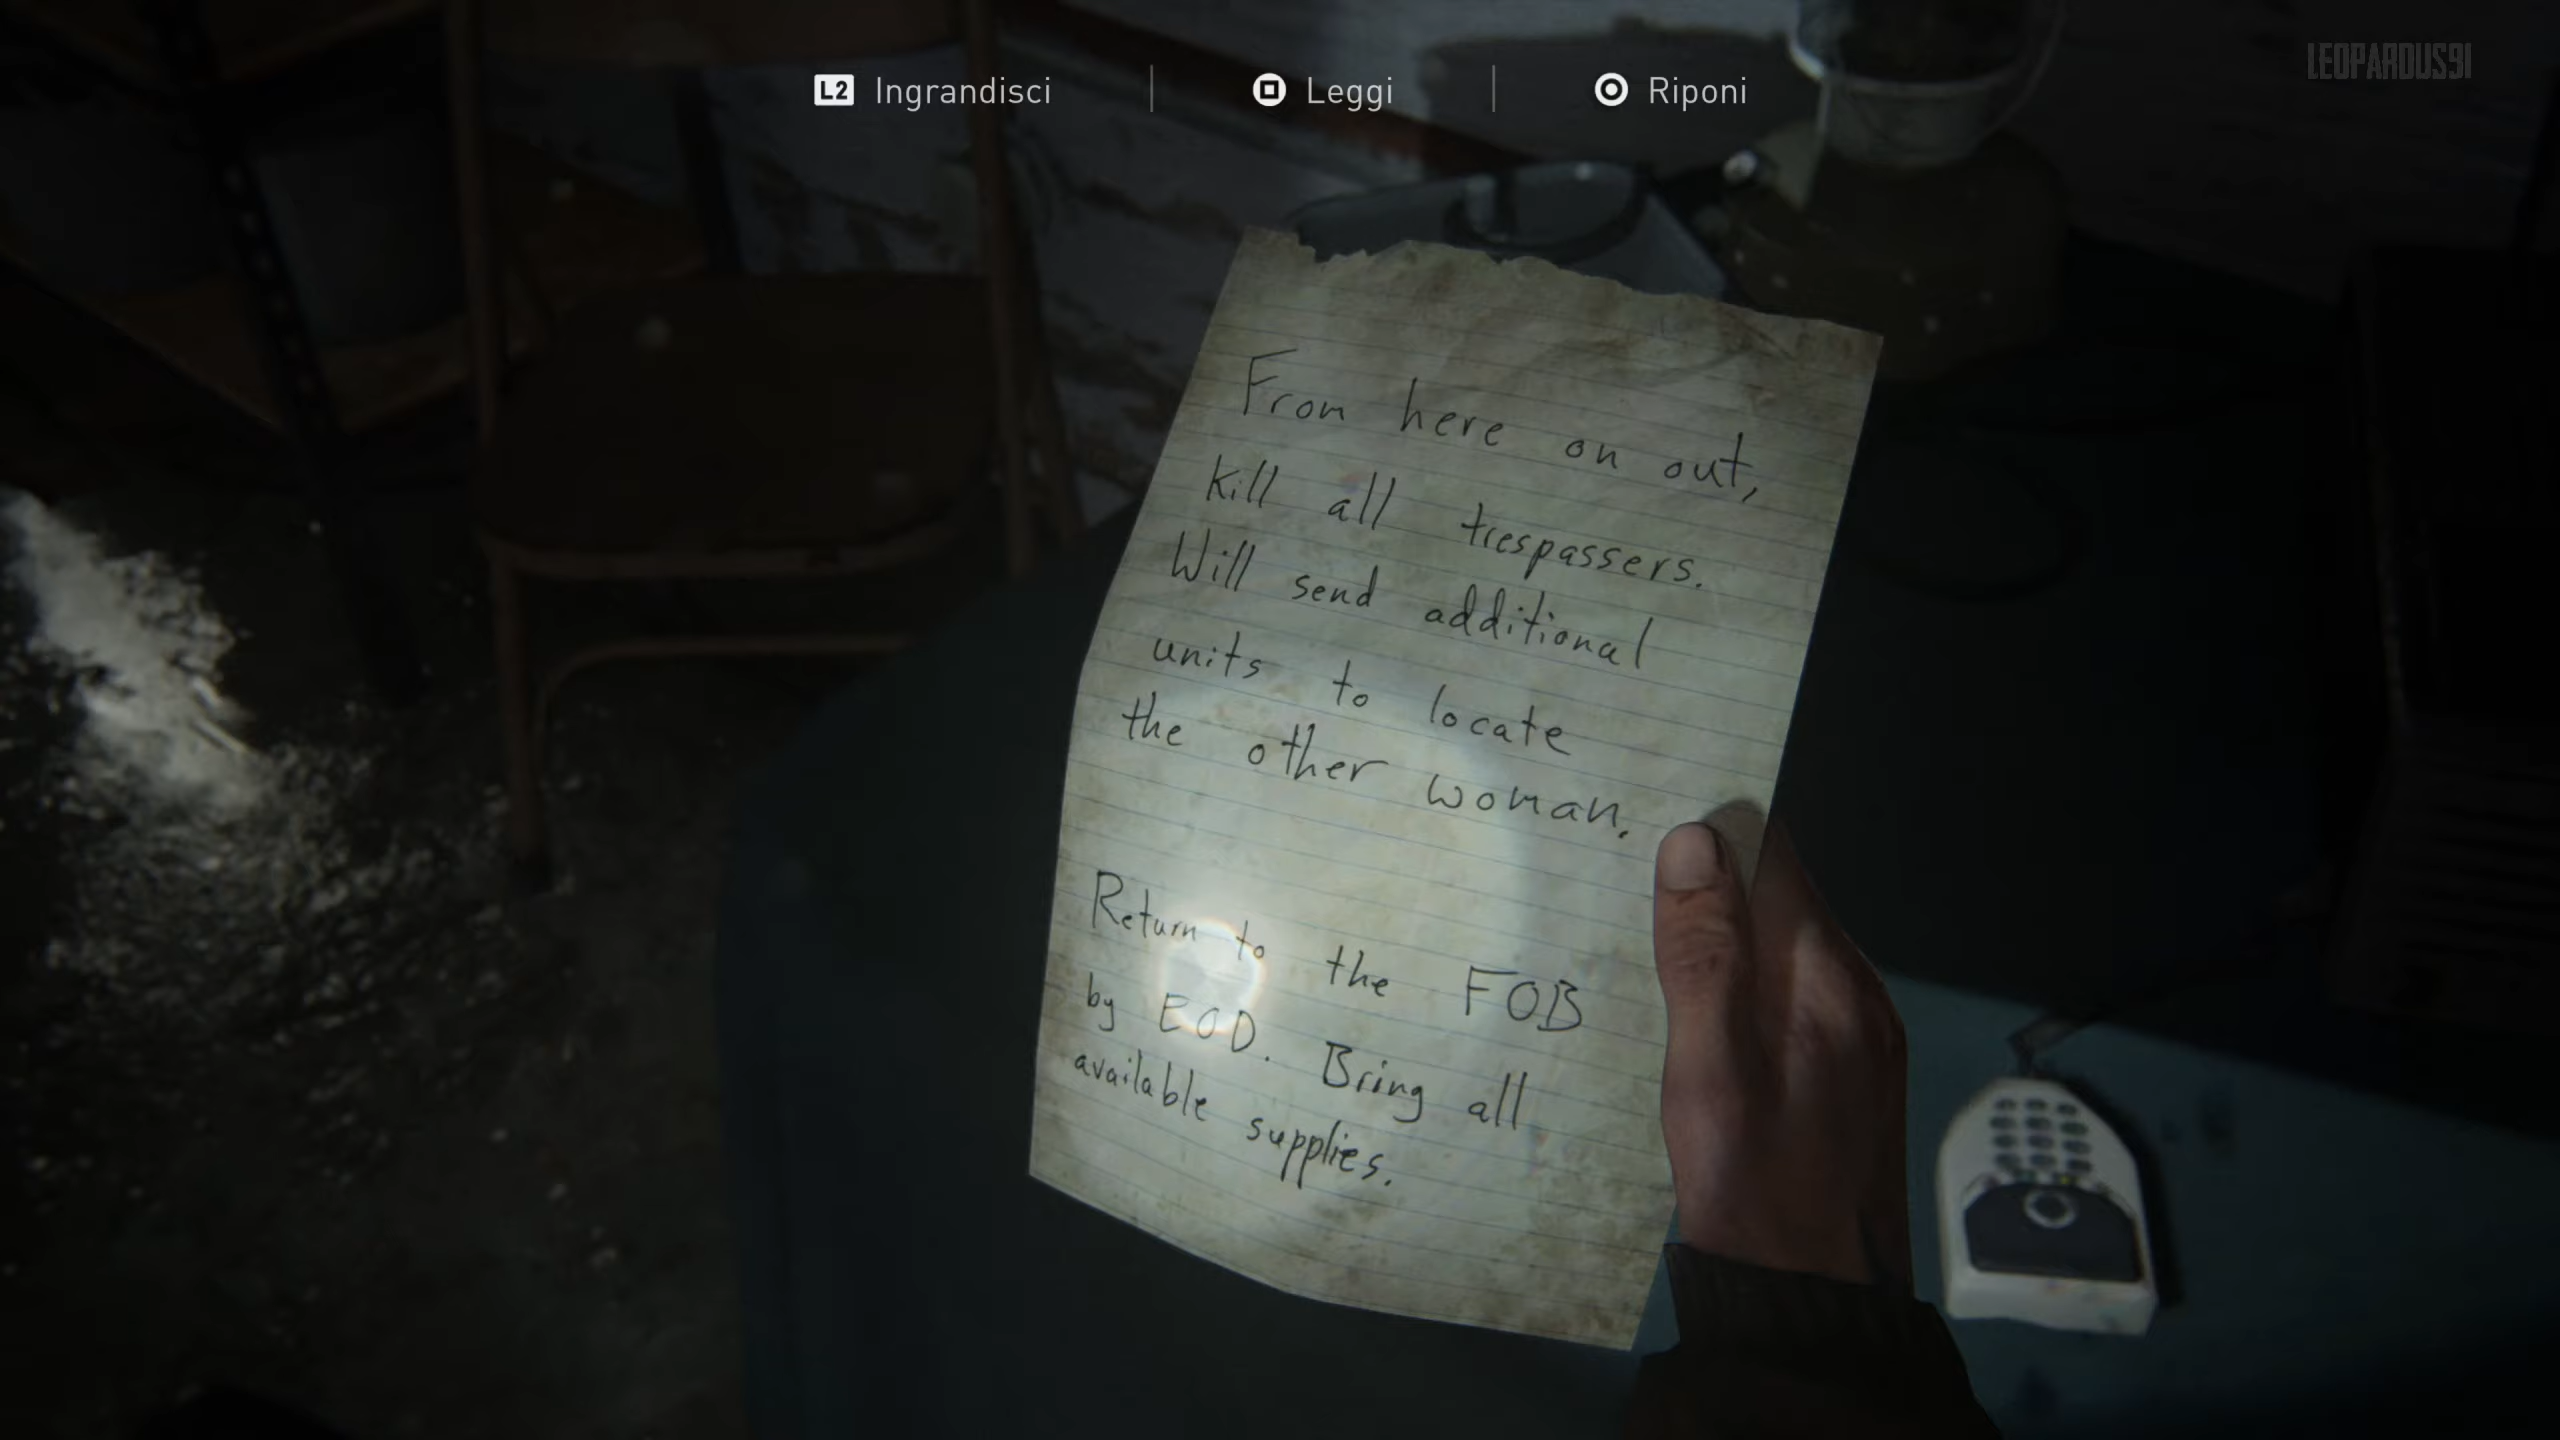 L2 Ingrandisci Leggi Riponi
LEOPARDUS91
From here on out,
kill all trespassers.
Will send additional
units to locate
the other woman.
Return to the FOB
by EOD. Bring all
available supplies.